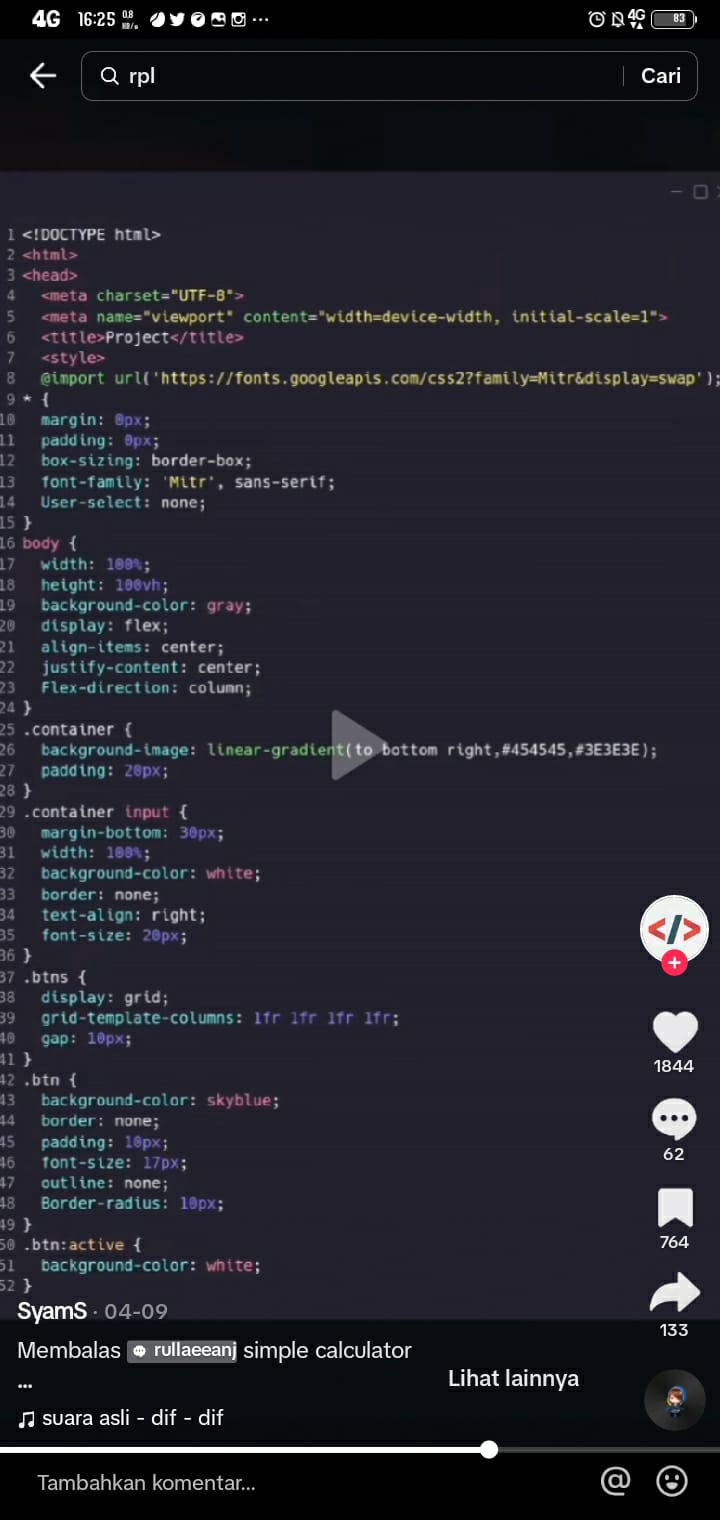 4G 16:25 0.8 KB/s ... 4G 83
rpl Cari
1 <!DOCTYPE html>
2 <html>
3 <head>
4 <meta charset="UTF-8">
5 <meta name="viewport" content="width=device-width, initial-scale=1">
6 <title>Project</title>
7 <style>
8 @import url('https://fonts.googleapis.com/css2?family=Mitr&display=swap');
9 * {
10 margin: 0px;
11 padding: 0px;
12 box-sizing: border-box;
13 font-family: 'Mitr', sans-serif;
14 User-select: none;
15 }
16 body {
17 width: 100%;
18 height: 100vh;
19 background-color: gray;
20 display: flex;
21 align-items: center;
22 justify-content: center;
23 Flex-direction: column;
24 }
25 .container {
26 background-image: linear-gradient(to bottom right,#454545,#3E3E3E);
27 padding: 20px;
28 }
29 .container input {
30 margin-bottom: 30px;
31 width: 100%;
32 background-color: white;
33 border: none;
34 text-align: right;
35 font-size: 20px;
36 }
37 .btns {
38 display: grid;
39 grid-template-columns: 1fr 1fr 1fr 1fr;
40 gap: 10px;
41 }
42 .btn {
43 background-color: skyblue;
44 border: none;
45 padding: 10px;
46 font-size: 17px;
47 outline: none;
48 Border-radius: 10px;
49 }
50 .btn:active {
51 background-color: white;
52 }
</>
1844
62
764
133
SyamS · 04-09
Membalas rullaeeanj simple calculator
...
Lihat lainnya
suara asli - dif - dif
Tambahkan komentar... @